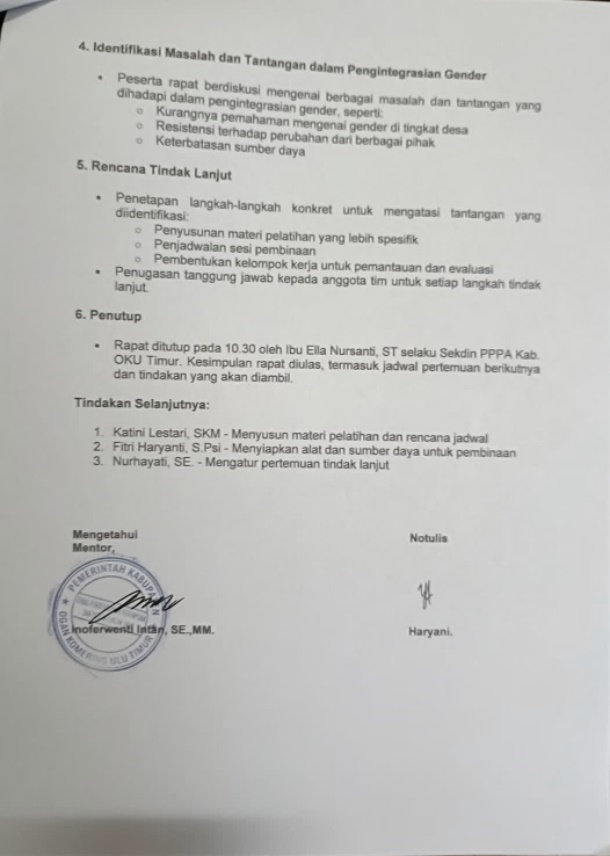 4. Identifikasi Masalah dan Tantangan dalam Pengintegrasian Gender
• Peserta rapat berdiskusi mengenai berbagai masalah dan tantangan yang
dihadapi dalam pengintegrasian gender, seperti:
o Kurangnya pemahaman mengenai gender di tingkat desa
o Resistensi terhadap perubahan dari berbagai pihak
o Keterbatasan sumber daya
5. Rencana Tindak Lanjut
• Penetapan langkah-langkah konkret untuk mengatasi tantangan yang
diidentifikasi:
o Penyusunan materi pelatihan yang lebih spesifik
o Penjadwalan sesi pembinaan
o Pembentukan kelompok kerja untuk pemantauan dan evaluasi
• Penugasan tanggung jawab kepada anggota tim untuk setiap langkah tindak
lanjut.
6. Penutup
• Rapat ditutup pada 10.30 oleh Ibu Ella Nursanti, ST selaku Sekdin PPPA Kab.
OKU Timur. Kesimpulan rapat diulas, termasuk jadwal pertemuan berikutnya
dan tindakan yang akan diambil.
Tindakan Selanjutnya:
1. Katini Lestari, SKM - Menyusun materi pelatihan dan rencana jadwal
2. Fitri Haryanti, S.Psi - Menyiapkan alat dan sumber daya untuk pembinaan
3. Nurhayati, SE. - Mengatur pertemuan tindak lanjut
Mengetahui
Mentor,
Notulis
PEMERINTAH KABUPATEN
OGAN KOMERING ULU TIMUR
Inoferwenti Intan, SE.,MM.
Haryani.